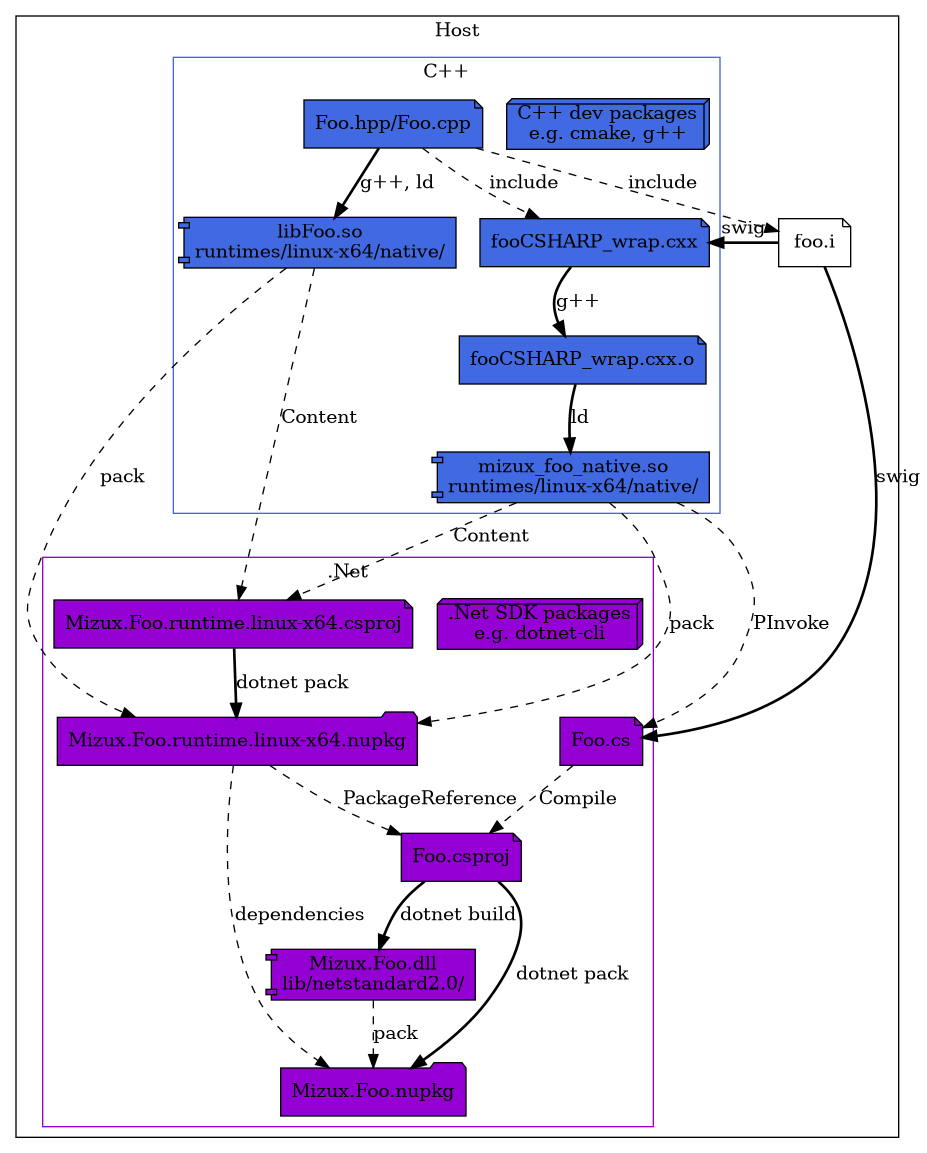 Host
C++
Foo.hpp/Foo.cpp
C++ dev packages
e.g. cmake, g++
g++, ld
include
include
libFoo.so
runtimes/linux-x64/native/
fooCSHARP_wrap.cxx
swig
foo.i
g++
fooCSHARP_wrap.cxx.o
Content
ld
pack
mizux_foo_native.so
runtimes/linux-x64/native/
swig
Content
.Net
Mizux.Foo.runtime.linux-x64.csproj
.Net SDK packages
e.g. dotnet-cli
pack
PInvoke
dotnet pack
Mizux.Foo.runtime.linux-x64.nupkg
Foo.cs
PackageReference
Compile
Foo.csproj
dependencies
dotnet build
Mizux.Foo.dll
lib/netstandard2.0/
dotnet pack
pack
Mizux.Foo.nupkg